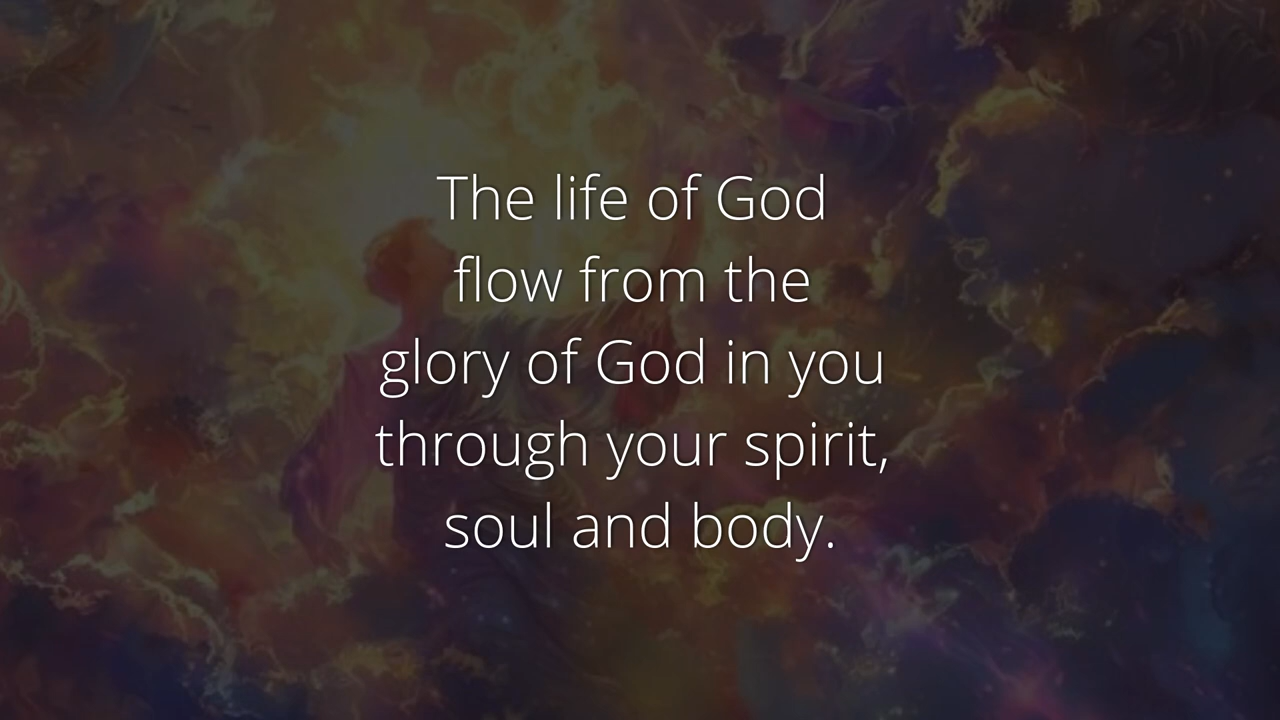 The life of God
flow from the
glory of God in you
through your spirit,
soul and body.